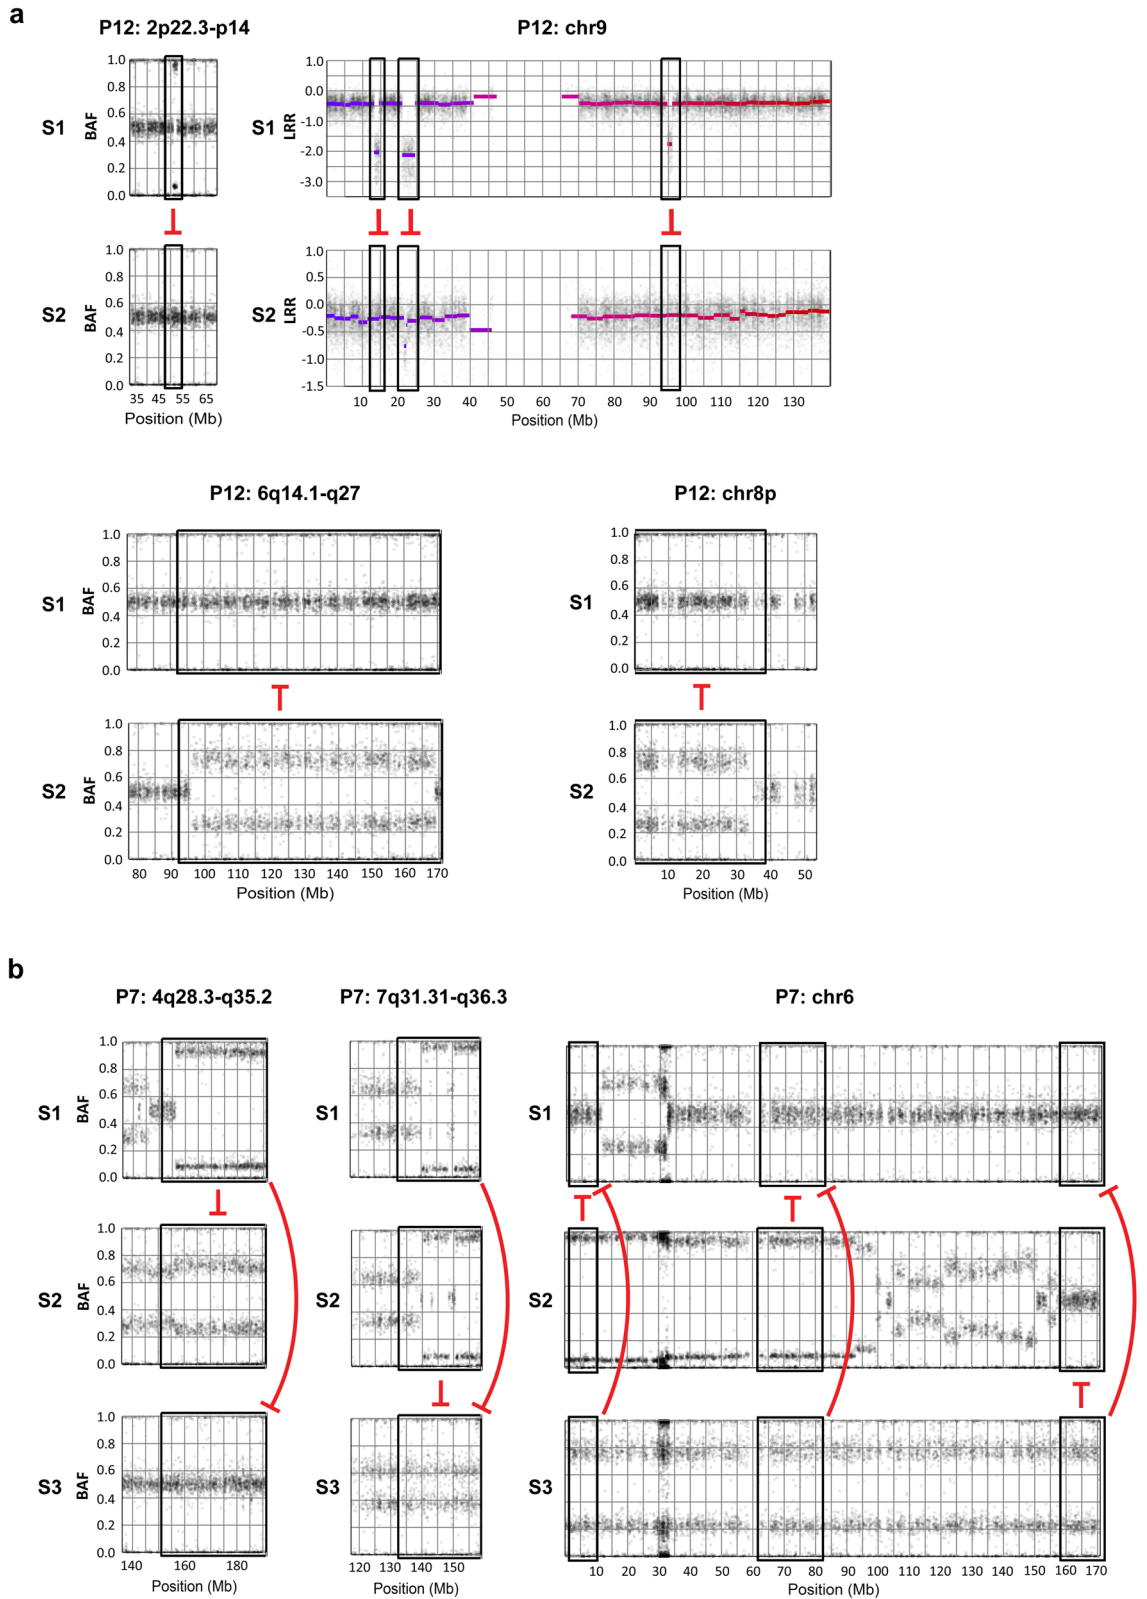 a
P12: 2p22.3-p14
P12: chr9
S1
BAF
1.0
0.8
0.6
0.4
0.2
0.0
S1
LRR
1.0
0.0
-1.0
-2.0
-3.0
S2
BAF
1.0
0.8
0.6
0.4
0.2
0.0
35 45 55 65
Position (Mb)
S2
LRR
1.0
0.5
0.0
-0.5
-1.0
-1.5
10 20 30 40 50 60 70 80 90 100 110 120 130
Position (Mb)
P12: 6q14.1-q27
P12: chr8p
S1
BAF
1.0
0.8
0.6
0.4
0.2
0.0
S1
1.0
0.8
0.6
0.4
0.2
0.0
S2
BAF
1.0
0.8
0.6
0.4
0.2
0.0
80 90 100 110 120 130 140 150 160 170
Position (Mb)
S2
1.0
0.8
0.6
0.4
0.2
0.0
10 20 30 40 50
Position (Mb)
b
P7: 4q28.3-q35.2
P7: 7q31.31-q36.3
P7: chr6
S1
BAF
1.0
0.8
0.6
0.4
0.2
0.0
S1
S1
S2
BAF
1.0
0.8
0.6
0.4
0.2
0.0
S2
S2
S3
BAF
1.0
0.8
0.6
0.4
0.2
0.0
140 160 180
Position (Mb)
S3
120 130 140 150
Position (Mb)
S3
10 20 30 40 50 60 70 80 90 100 110 120 130 140 150 160 170
Position (Mb)